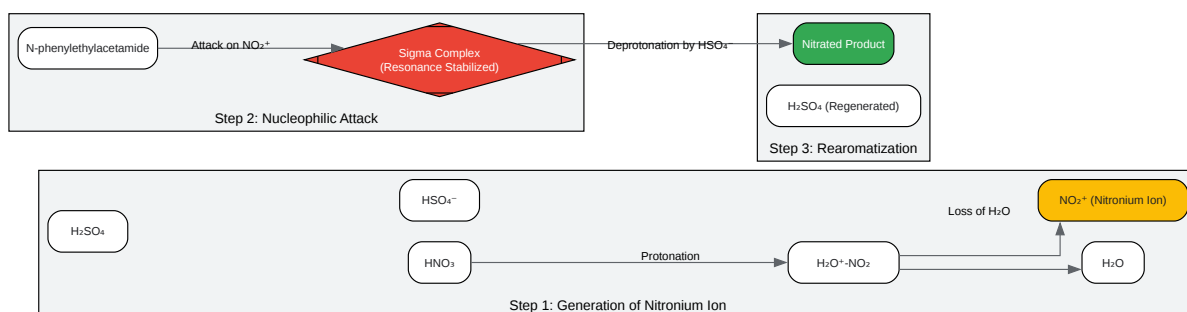 N-phenylethylacetamide
Attack on NO₂⁺
Sigma Complex
(Resonance Stabilized)
Step 2: Nucleophilic Attack
Deprotonation by HSO₄⁻
Nitrated Product
H₂SO₄ (Regenerated)
Step 3: Rearomatization
H₂SO₄
HSO₄⁻
HNO₃
Protonation
H₂O⁺-NO₂
Loss of H₂O
NO₂⁺ (Nitronium Ion)
H₂O
Step 1: Generation of Nitronium Ion